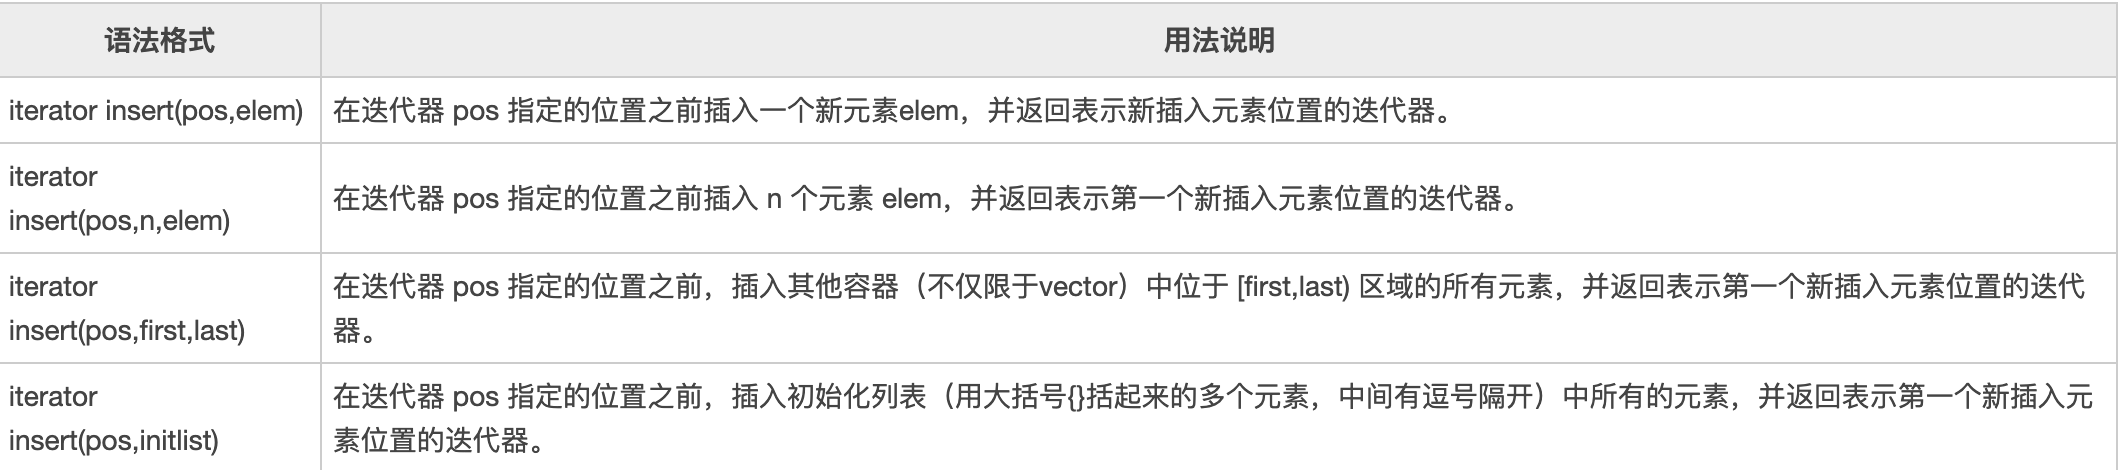 语法格式
用法说明
iterator insert(pos,elem)
在迭代器 pos 指定的位置之前插入一个新元素elem，并返回表示新插入元素位置的迭代器。
iterator
insert(pos,n,elem)
在迭代器 pos 指定的位置之前插入 n 个元素 elem，并返回表示第一个新插入元素位置的迭代器。
iterator
insert(pos,first,last)
在迭代器 pos 指定的位置之前，插入其他容器（不仅限于vector）中位于 [first,last) 区域的所有元素，并返回表示第一个新插入元素位置的迭代
器。
iterator
insert(pos,initlist)
在迭代器 pos 指定的位置之前，插入初始化列表（用大括号{}括起来的多个元素，中间有逗号隔开）中所有的元素，并返回表示第一个新插入元
素位置的迭代器。